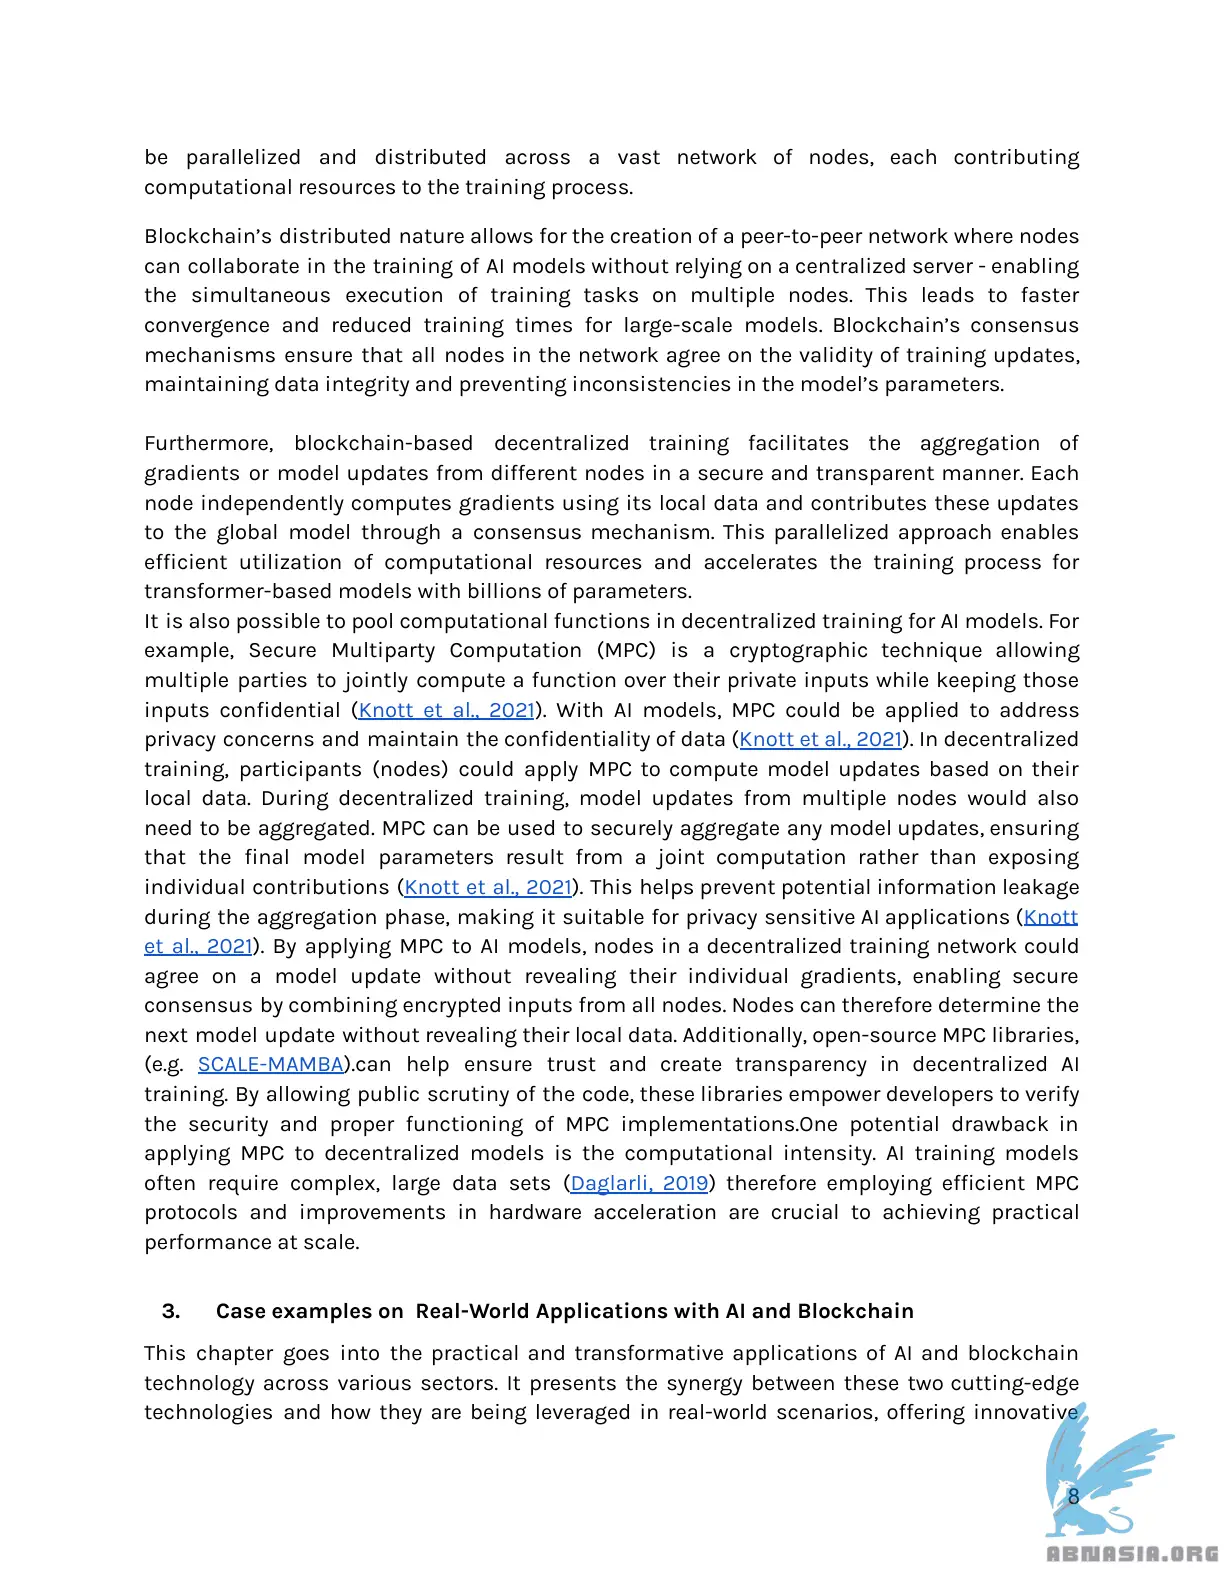 be parallelized and distributed across a vast network of nodes, each contributing
computational resources to the training process.
Blockchain’s distributed nature allows for the creation of a peer-to-peer network where nodes
can collaborate in the training of AI models without relying on a centralized server - enabling
the simultaneous execution of training tasks on multiple nodes. This leads to faster
convergence and reduced training times for large-scale models. Blockchain’s consensus
mechanisms ensure that all nodes in the network agree on the validity of training updates,
maintaining data integrity and preventing inconsistencies in the model’s parameters.
Furthermore, blockchain-based decentralized training facilitates the aggregation of
gradients or model updates from different nodes in a secure and transparent manner. Each
node independently computes gradients using its local data and contributes these updates
to the global model through a consensus mechanism. This parallelized approach enables
efficient utilization of computational resources and accelerates the training process for
transformer-based models with billions of parameters.
It is also possible to pool computational functions in decentralized training for AI models. For
example, Secure Multiparty Computation (MPC) is a cryptographic technique allowing
multiple parties to jointly compute a function over their private inputs while keeping those
inputs confidential (Knott et al., 2021). With AI models, MPC could be applied to address
privacy concerns and maintain the confidentiality of data (Knott et al., 2021). In decentralized
training, participants (nodes) could apply MPC to compute model updates based on their
local data. During decentralized training, model updates from multiple nodes would also
need to be aggregated. MPC can be used to securely aggregate any model updates, ensuring
that the final model parameters result from a joint computation rather than exposing
individual contributions (Knott et al., 2021). This helps prevent potential information leakage
during the aggregation phase, making it suitable for privacy sensitive AI applications (Knott
et al., 2021). By applying MPC to AI models, nodes in a decentralized training network could
agree on a model update without revealing their individual gradients, enabling secure
consensus by combining encrypted inputs from all nodes. Nodes can therefore determine the
next model update without revealing their local data. Additionally, open-source MPC libraries,
(e.g. SCALE-MAMBA).can help ensure trust and create transparency in decentralized AI
training. By allowing public scrutiny of the code, these libraries empower developers to verify
the security and proper functioning of MPC implementations.One potential drawback in
applying MPC to decentralized models is the computational intensity. AI training models
often require complex, large data sets (Daglarli, 2019) therefore employing efficient MPC
protocols and improvements in hardware acceleration are crucial to achieving practical
performance at scale.
3. Case examples on Real-World Applications with AI and Blockchain
This chapter goes into the practical and transformative applications of AI and blockchain
technology across various sectors. It presents the synergy between these two cutting-edge
technologies and how they are being leveraged in real-world scenarios, offering innovative
8
ABNASIA.ORG